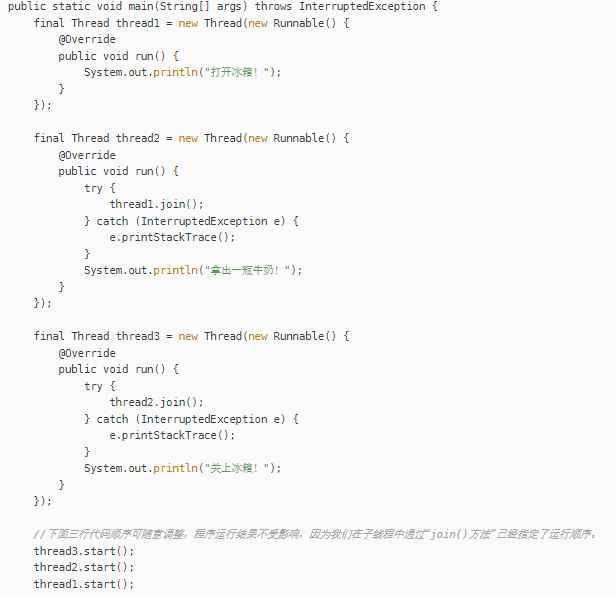 public static void main(String[] args) throws InterruptedException {
    final Thread thread1 = new Thread(new Runnable() {
        @Override
        public void run() {
            System.out.println("打开冰箱！");
        }
    });

    final Thread thread2 = new Thread(new Runnable() {
        @Override
        public void run() {
            try {
                thread1.join();
            } catch (InterruptedException e) {
                e.printStackTrace();
            }
            System.out.println("拿出一瓶牛奶！");
        }
    });

    final Thread thread3 = new Thread(new Runnable() {
        @Override
        public void run() {
            try {
                thread2.join();
            } catch (InterruptedException e) {
                e.printStackTrace();
            }
            System.out.println("关上冰箱！");
        }
    });

    //下面三行代码顺序可随意调整，程序运行结果不受影响，因为我们在子线程中通过“join()方法”已经指定了运行顺序。
    thread3.start();
    thread2.start();
    thread1.start();